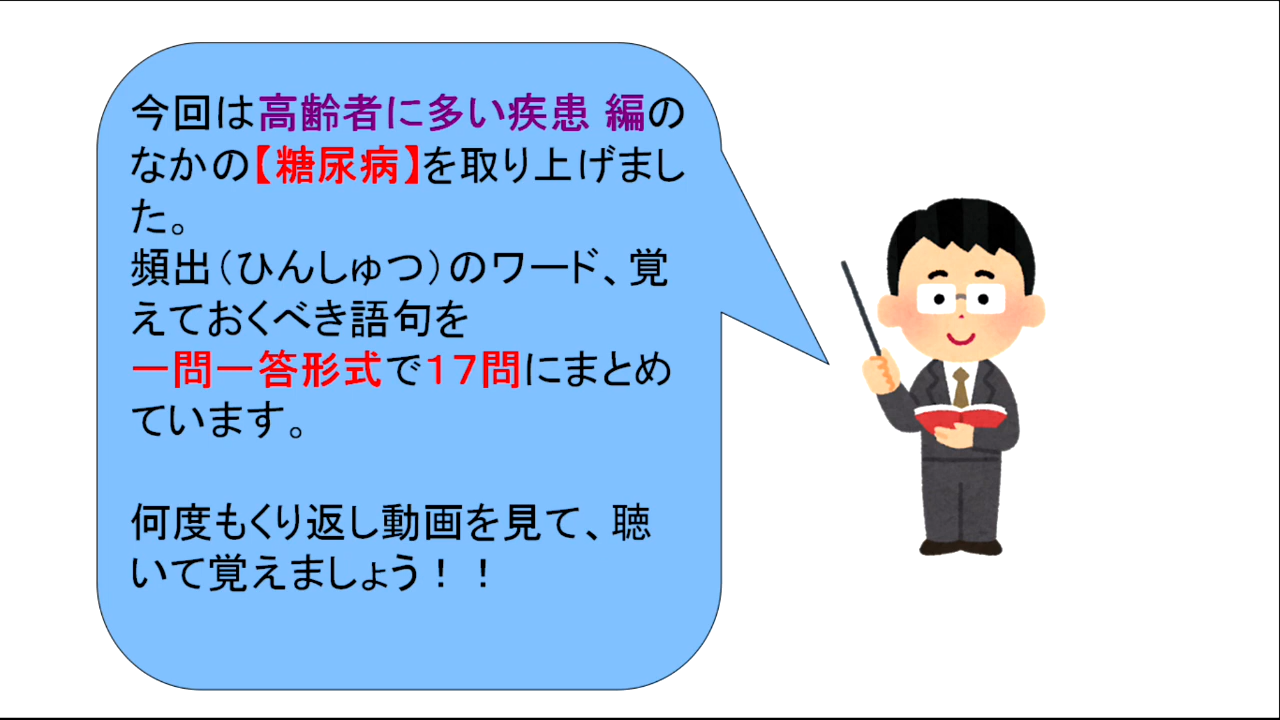 今回は高齢者に多い疾患 編の
なかの【糖尿病】を取り上げまし
た。
頻出（ひんしゅつ）のワード、覚
えておくべき語句を
一問一答形式で１７問にまとめ
ています。
何度もくり返し動画を見て、聴
いて覚えましょう！！